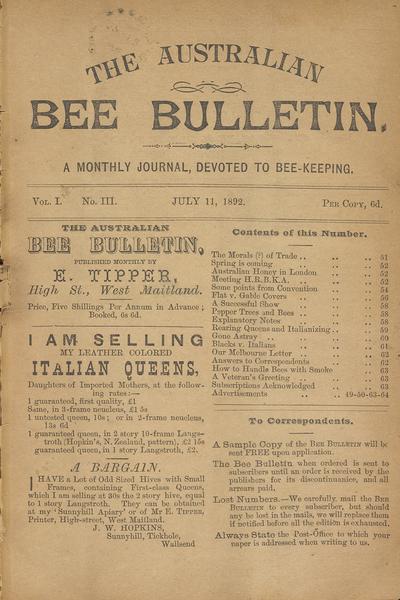 THE AUSTRALIAN
BEE BULLETIN.
A MONTHLY JOURNAL, DEVOTED TO BEE-KEEPING.
VOL. I. No. III. JULY 11, 1892. PER COPY, 6d.
THE AUSTRALIAN
BEE BULLETIN,
PUBLISHED MONTHLY BY
E. TIPPER,
High St., West Maitland.
Price, Five Shillings Per Annum in Advance;
Booked, 6s 6d.
I AM SELLING
MY LEATHER COLORED
ITALIAN QUEENS,
Daughters of Imported Mothers, at the follow-
ing rates:—
1 guaranteed, first quality, £1
Same, in 3-frame neucleus, £1 5s
1 untested queen, 10s; or in 2-frame neucleus,
13s 6d
1 guaranteed queen, in 2 story 10-frame Langs-
troth (Hopkin's, N. Zealand, pattern), £2 15s
guaranteed queen, in 1 story Langstroth, £2.
A BARGAIN.
I HAVE a Lot of Odd Sized Hives with Small
Frames, containing First-class Queens,
which I am selling at 30s the 2 story hive, equal
to 1 story Langstroth. They can be obtained
at my 'Sunnyhill Apiary' or of Mr E. TIPPER,
Printer, High-street, West Maitland.
J. W. HOPKINS,
Sunnyhill, Tickhole,
Wallsend
Contents of this Number.
The Morals (?) of Trade .. .. .. 51
Spring is coming .. .. .. 52
Australian Honey in London .. .. 52
Meeting H.R.B.K.A. .. .. .. 52
Some points from Convention .. .. 54
Flat v. Gable Covers .. .. .. 56
A Successful Show .. .. .. 58
Pepper Trees and Bees .. .. .. 58
Explanatory Notes .. .. .. 58
Rearing Queens and Italianizing .. .. 59
Gone Astray .. .. .. 60
Blacks v. Italians .. .. .. 61
Our Melbourne Letter .. .. .. 62
Answers to Correspondents .. .. 63
How to Handle Bees with Smoke .. .. 63
A Veteran's Greeting .. .. .. 63
Subscriptions Acknowledged .. .. 63
Advertisements .. .. 49-50-63-64
To Correspondents.
A Sample Copy of the BEE BULLETIN will be
sent FREE upon application.
The Bee Bulletin when ordered is sent to
subscribers until an order is received by the
publishers for its discontinuance, and all
arrears paid.
Lost Numbers.—We carefully mail the BEE
BULLETIN to every subscriber, but should
any be lost in the mails, we will replace them
if notified before all the edition is exhausted.
Always State the Post-Office to which your
paper is addressed when writing to us.